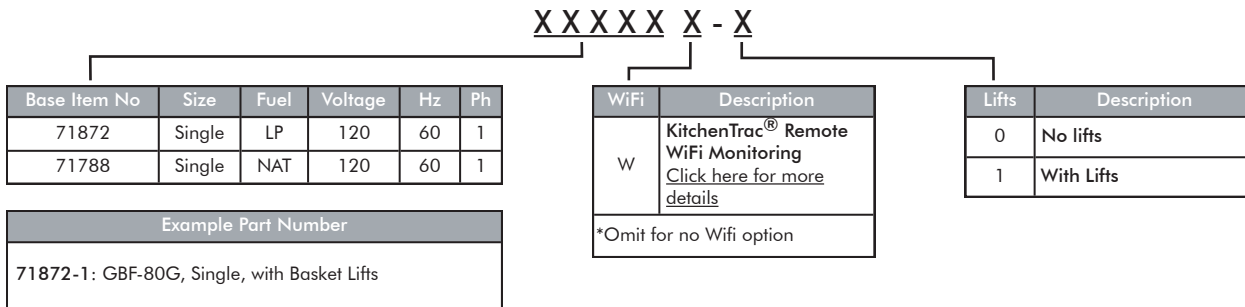 X X X X X X - X
Base Item No Size Fuel Voltage Hz Ph
71872 Single LP 120 60 1
71788 Single NAT 120 60 1
Example Part Number
71872-1: GBF-80G, Single, with Basket Lifts
WiFi Description
W KitchenTrac® Remote
WiFi Monitoring
Click here for more
details
*Omit for no Wifi option
Lifts Description
0 No lifts
1 With Lifts